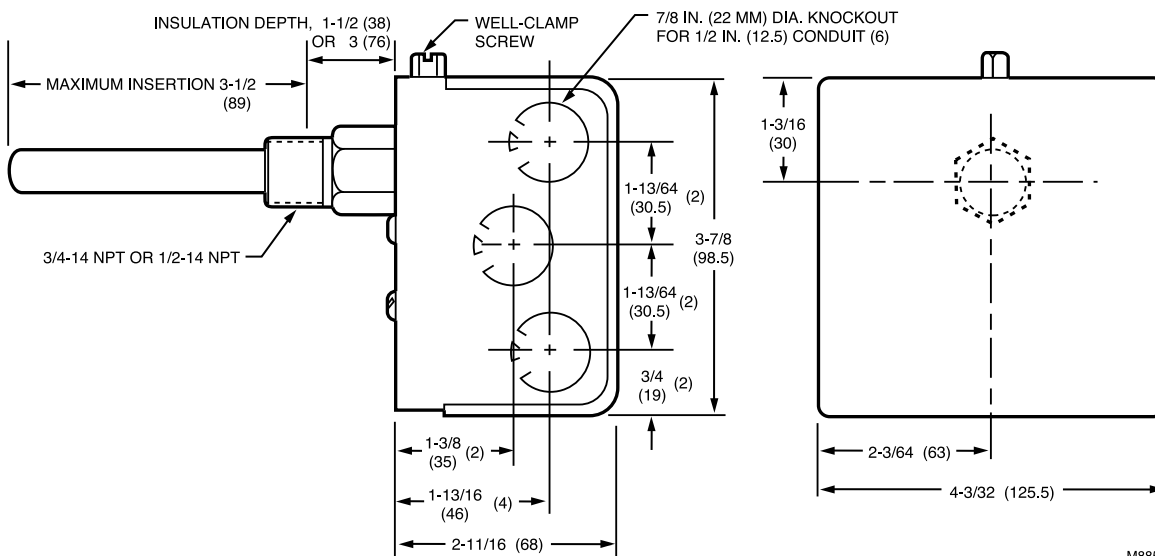 INSULATION DEPTH, 1-1/2 (38)
OR 3 (76)
WELL-CLAMP
SCREW
7/8 IN. (22 MM) DIA. KNOCKOUT
FOR 1/2 IN. (12.5) CONDUIT (6)
MAXIMUM INSERTION 3-1/2
(89)
1-3/16
(30)
1-13/64 (2)
(30.5)
3/4-14 NPT OR 1/2-14 NPT
3-7/8
(98.5)
1-13/64 (2)
(30.5)
3/4 (2)
(19)
1-3/8 (2)
(35)
2-3/64 (63)
1-13/16 (4)
(46)
4-3/32 (125.5)
2-11/16 (68)